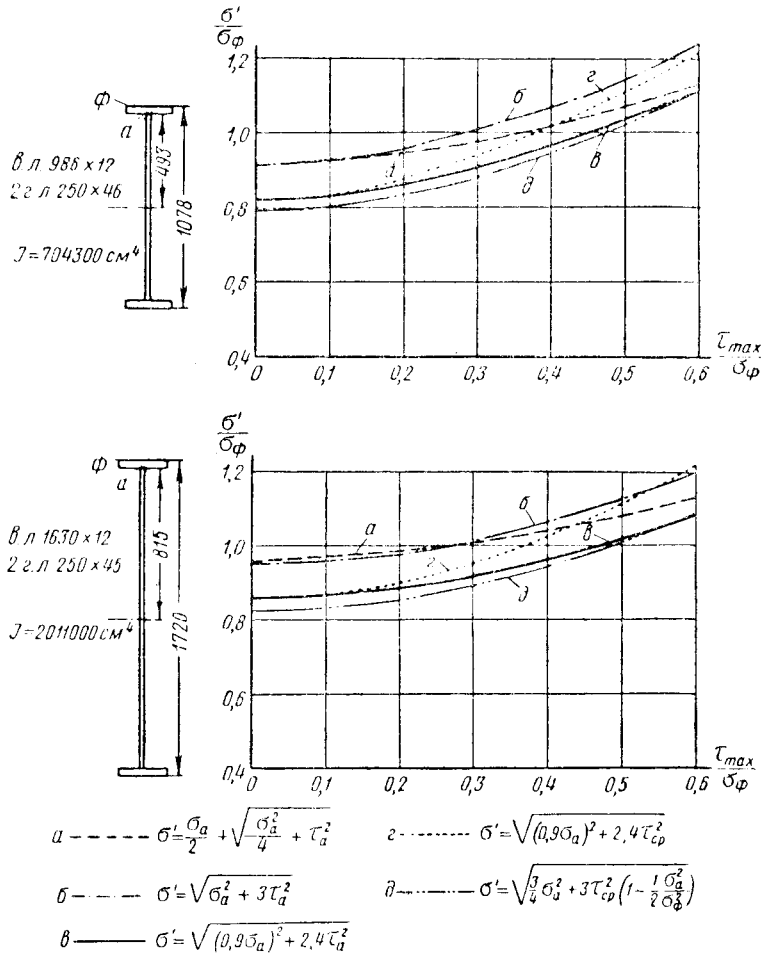 σ'/σф
1,2
1,0
0,8
0,6
0,4
0 0,1 0,2 0,3 0,4 0,5 0,6
τmax/σф
а б в г д
Ф
а
в. л. 986×12
2 г. л 250×46
J=704300 см⁴
493
1078
σ'/σф
1,2
1,0
0,8
0,6
0,4
0 0,1 0,2 0,3 0,4 0,5 0,6
τmax/σф
а б в г д
Ф
а
в л 1630×12
2 г. л 250×45
J=2011000 см⁴
815
1720
а - - - - - σ'=σа/2 + √(σа²/4 + τа²)
г ........ σ'=√((0,9σа)² + 2,4τср²)
б —·—·— σ'=√(σа² + 3τа²)
д —··—··— σ'=√(3/4 σа² + 3τср²(1 - 1/2 σа²/σф²))
в —— σ'=√((0,9σа)² + 2,4τа²)